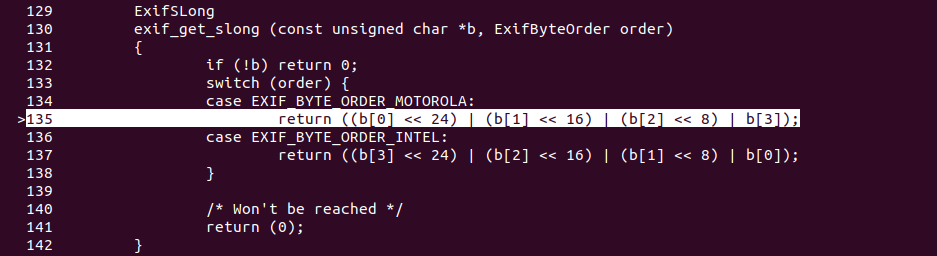 129 ExifSLong
130 exif_get_slong (const unsigned char *b, ExifByteOrder order)
131 {
132 if (!b) return 0;
133 switch (order) {
134 case EXIF_BYTE_ORDER_MOTOROLA:
>135 return ((b[0] << 24) | (b[1] << 16) | (b[2] << 8) | b[3]);
136 case EXIF_BYTE_ORDER_INTEL:
137 return ((b[3] << 24) | (b[2] << 16) | (b[1] << 8) | b[0]);
138 }
139
140 /* Won't be reached */
141 return (0);
142 }